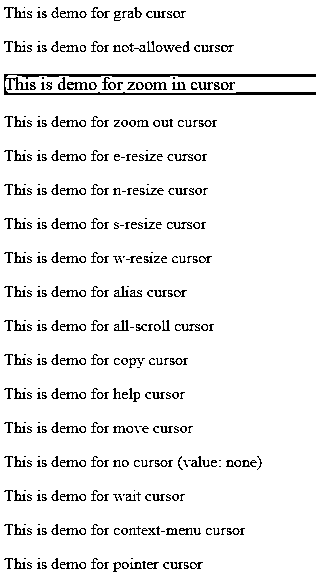 This is demo for grab cursor
This is demo for not-allowed cursor
This is demo for zoom in cursor
This is demo for zoom out cursor
This is demo for e-resize cursor
This is demo for n-resize cursor
This is demo for s-resize cursor
This is demo for w-resize cursor
This is demo for alias cursor
This is demo for all-scroll cursor
This is demo for copy cursor
This is demo for help cursor
This is demo for move cursor
This is demo for no cursor (value: none)
This is demo for wait cursor
This is demo for context-menu cursor
This is demo for pointer cursor